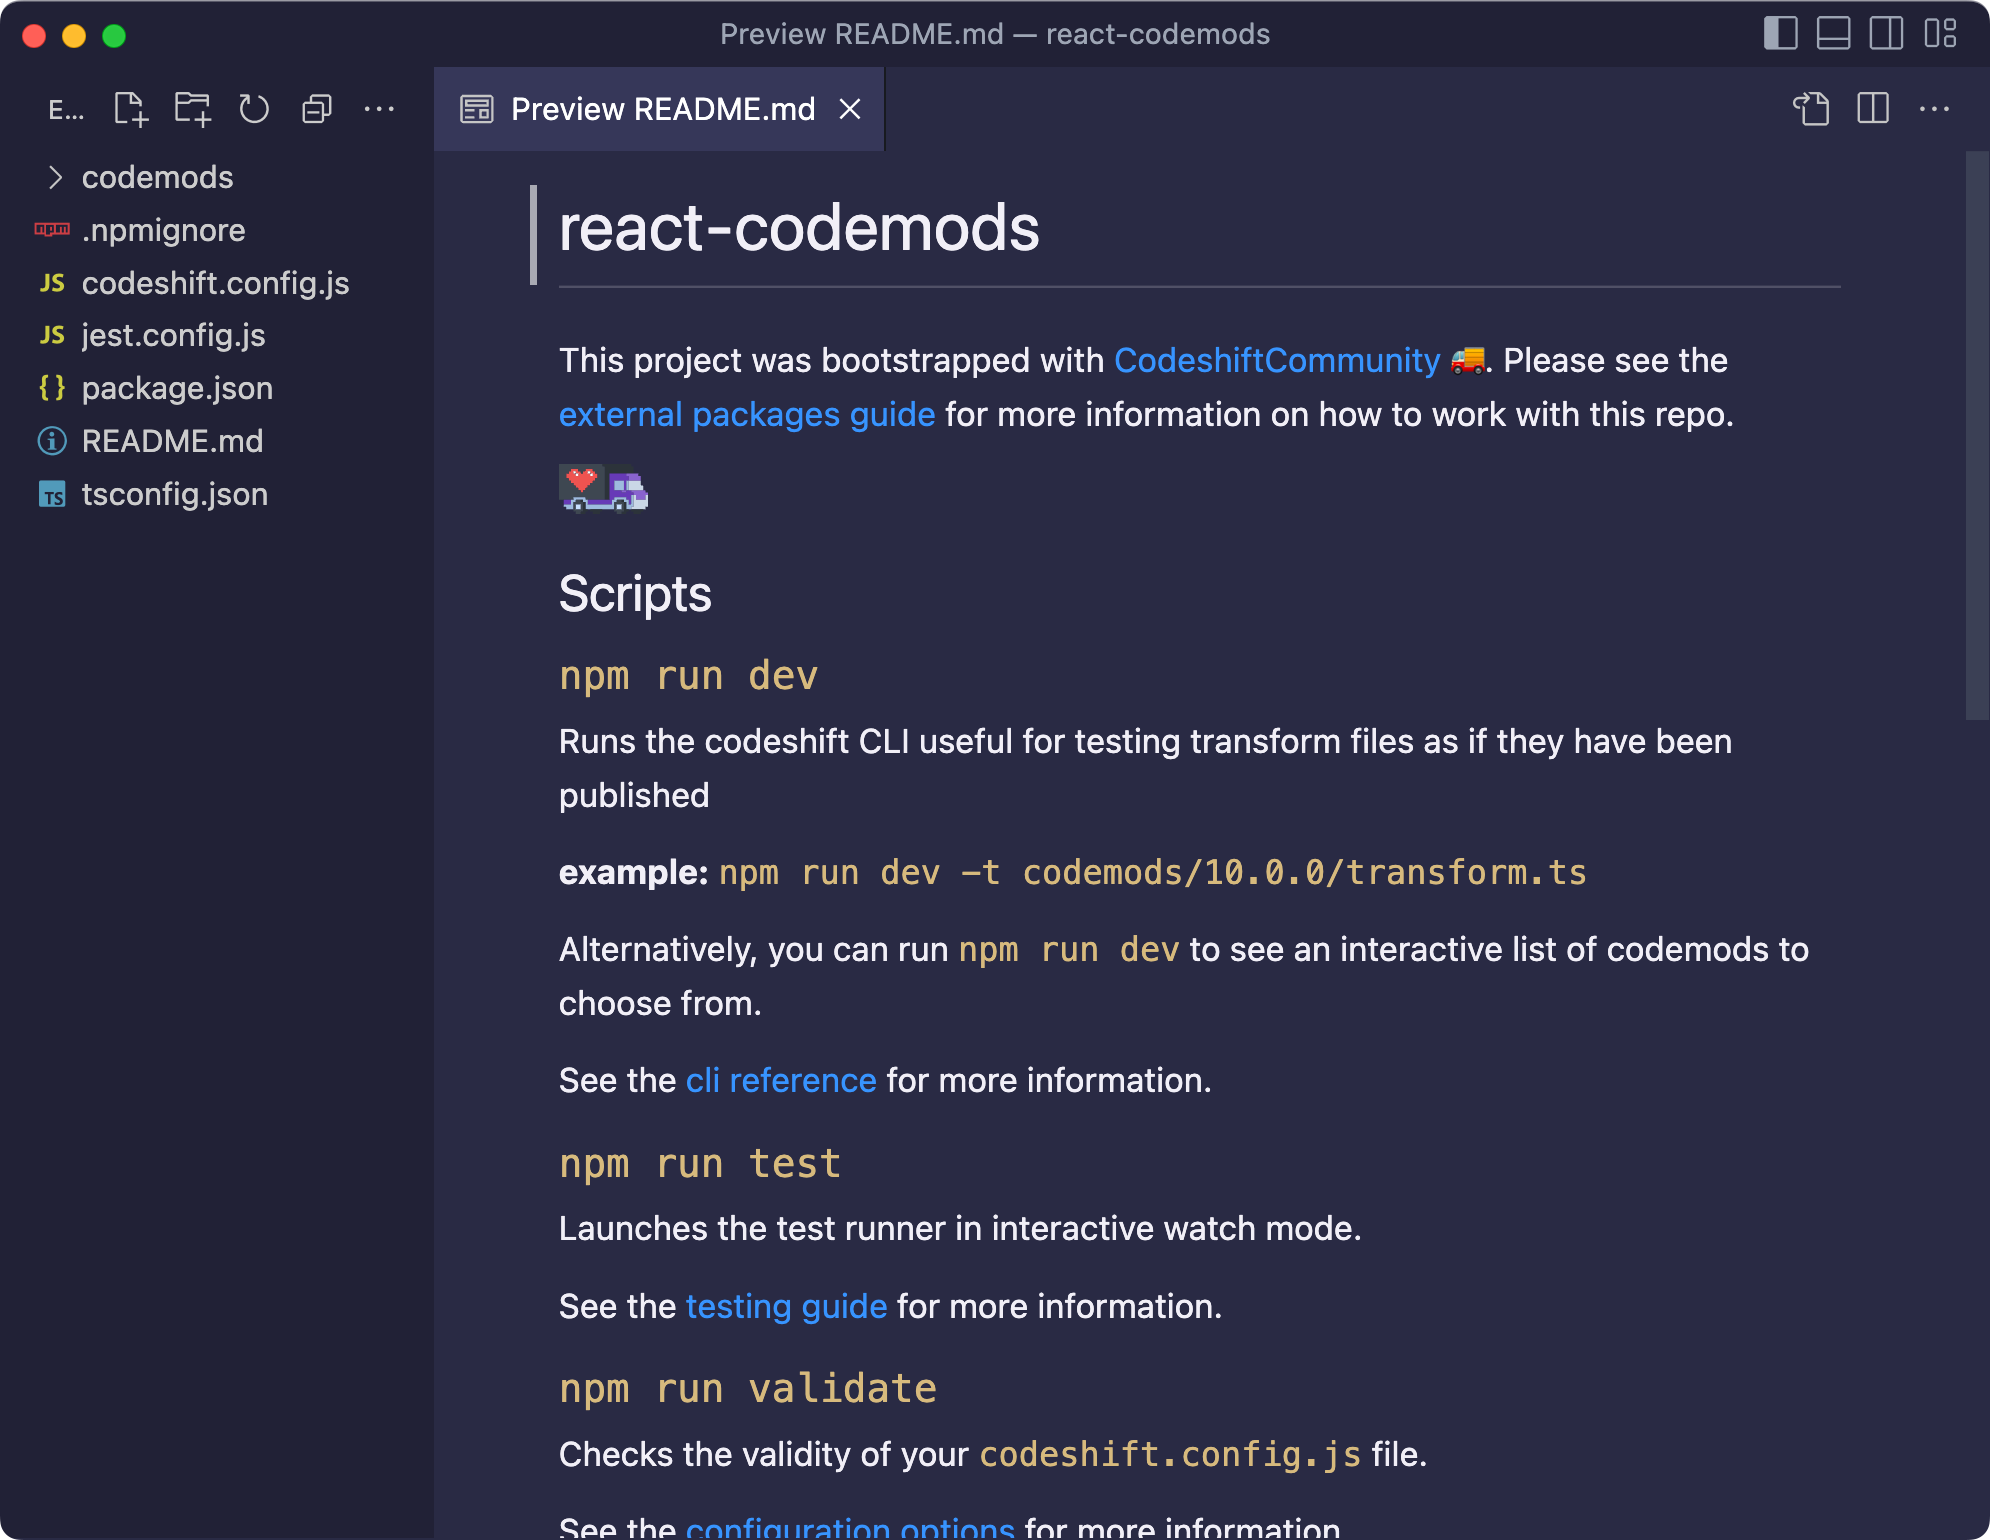 Preview README.md — react-codemods
E...
Preview README.md
codemods
.npmignore
JS codeshift.config.js
JS jest.config.js
{} package.json
README.md
TS tsconfig.json
react-codemods
This project was bootstrapped with CodeshiftCommunity 🚚. Please see the
external packages guide for more information on how to work with this repo.
Scripts
npm run dev
Runs the codeshift CLI useful for testing transform files as if they have been
published
example: npm run dev -t codemods/10.0.0/transform.ts
Alternatively, you can run npm run dev to see an interactive list of codemods to
choose from.
See the cli reference for more information.
npm run test
Launches the test runner in interactive watch mode.
See the testing guide for more information.
npm run validate
Checks the validity of your codeshift.config.js file.
See the configuration options for more information